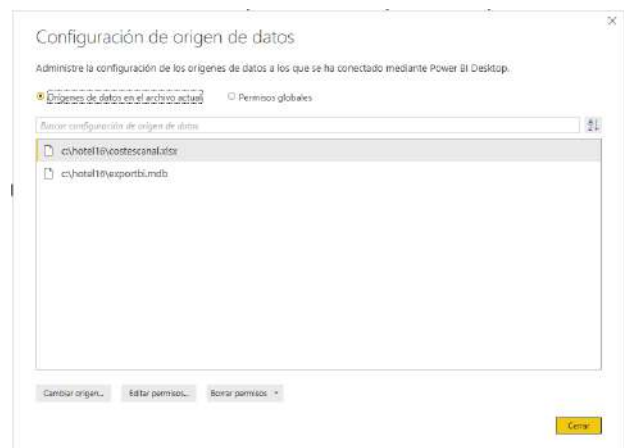 Configuración de origen de datos
Administre la configuración de los orígenes de datos a los que se ha conectado mediante Power BI Desktop.
Orígenes de datos en el archivo actual Permisos globales
Buscar configuración de origen de datos
c:\hotel16\costescanal.xlsx
c:\hotel16\exportbi.mdb
Cambiar origen... Editar permisos... Borrar permisos
Cerrar